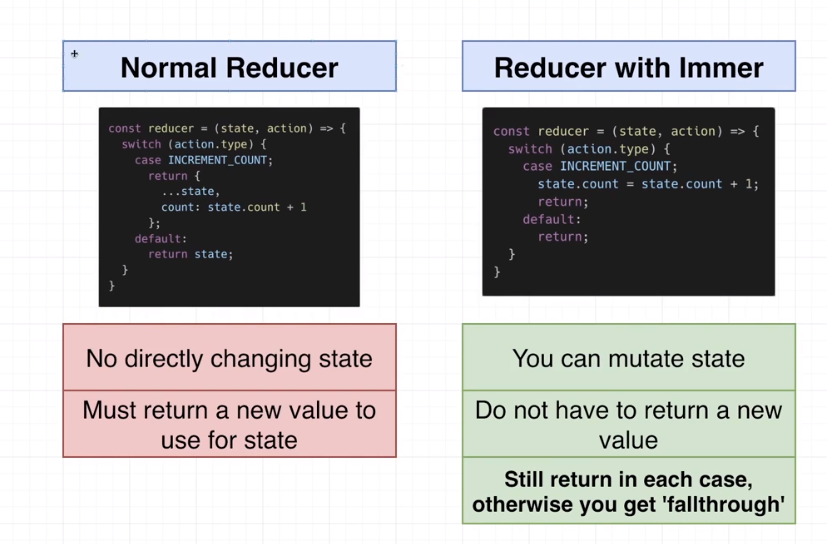 Normal Reducer
const reducer = (state, action) => {
  switch (action.type) {
    case INCREMENT_COUNT;
      return {
        ...state,
        count: state.count + 1
      };
    default:
      return state;
  }
}
No directly changing state
Must return a new value to
use for state
Reducer with Immer
const reducer = (state, action) => {
  switch (action.type) {
    case INCREMENT_COUNT;
      state.count = state.count + 1;
      return;
    default:
      return;
  }
}
You can mutate state
Do not have to return a new
value
Still return in each case,
otherwise you get 'fallthrough'